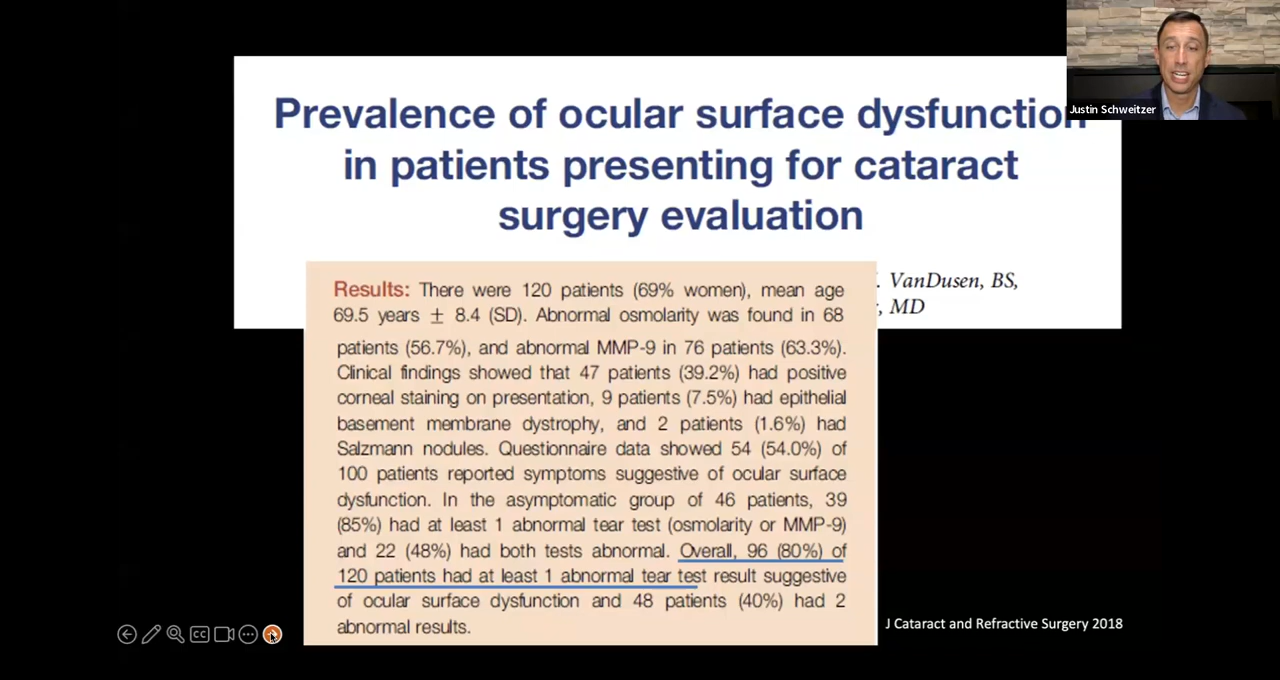 Justin Schweitzer
Prevalence of ocular surface dysfunction
in patients presenting for cataract
surgery evaluation
VanDusen, BS,
, MD
Results: There were 120 patients (69% women), mean age
69.5 years ± 8.4 (SD). Abnormal osmolarity was found in 68
patients (56.7%), and abnormal MMP-9 in 76 patients (63.3%).
Clinical findings showed that 47 patients (39.2%) had positive
corneal staining on presentation, 9 patients (7.5%) had epithelial
basement membrane dystrophy, and 2 patients (1.6%) had
Salzmann nodules. Questionnaire data showed 54 (54.0%) of
100 patients reported symptoms suggestive of ocular surface
dysfunction. In the asymptomatic group of 46 patients, 39
(85%) had at least 1 abnormal tear test (osmolarity or MMP-9)
and 22 (48%) had both tests abnormal. Overall, 96 (80%) of
120 patients had at least 1 abnormal tear test result suggestive
of ocular surface dysfunction and 48 patients (40%) had 2
abnormal results.
J Cataract and Refractive Surgery 2018
CC